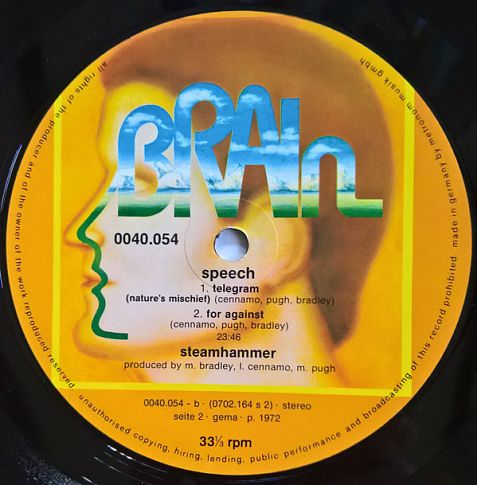 BRAIn
0040.054
speech
1. telegram
(nature's mischief) (cennamo, pugh, bradley)
2. for against
(cennamo, pugh, bradley)
23:46
steamhammer
produced by m. bradley, l. cennamo, m. pugh
0040.054 - b · (0702.164 s 2) · stereo
seite 2 · gema · p. 1972
33⅓ rpm
all rights of the producer and of the owner of the work reproduced reserved. unauthorised copying, hiring, lending, public performance and broadcasting of this record prohibited. made in germany by metronom musik gmbh